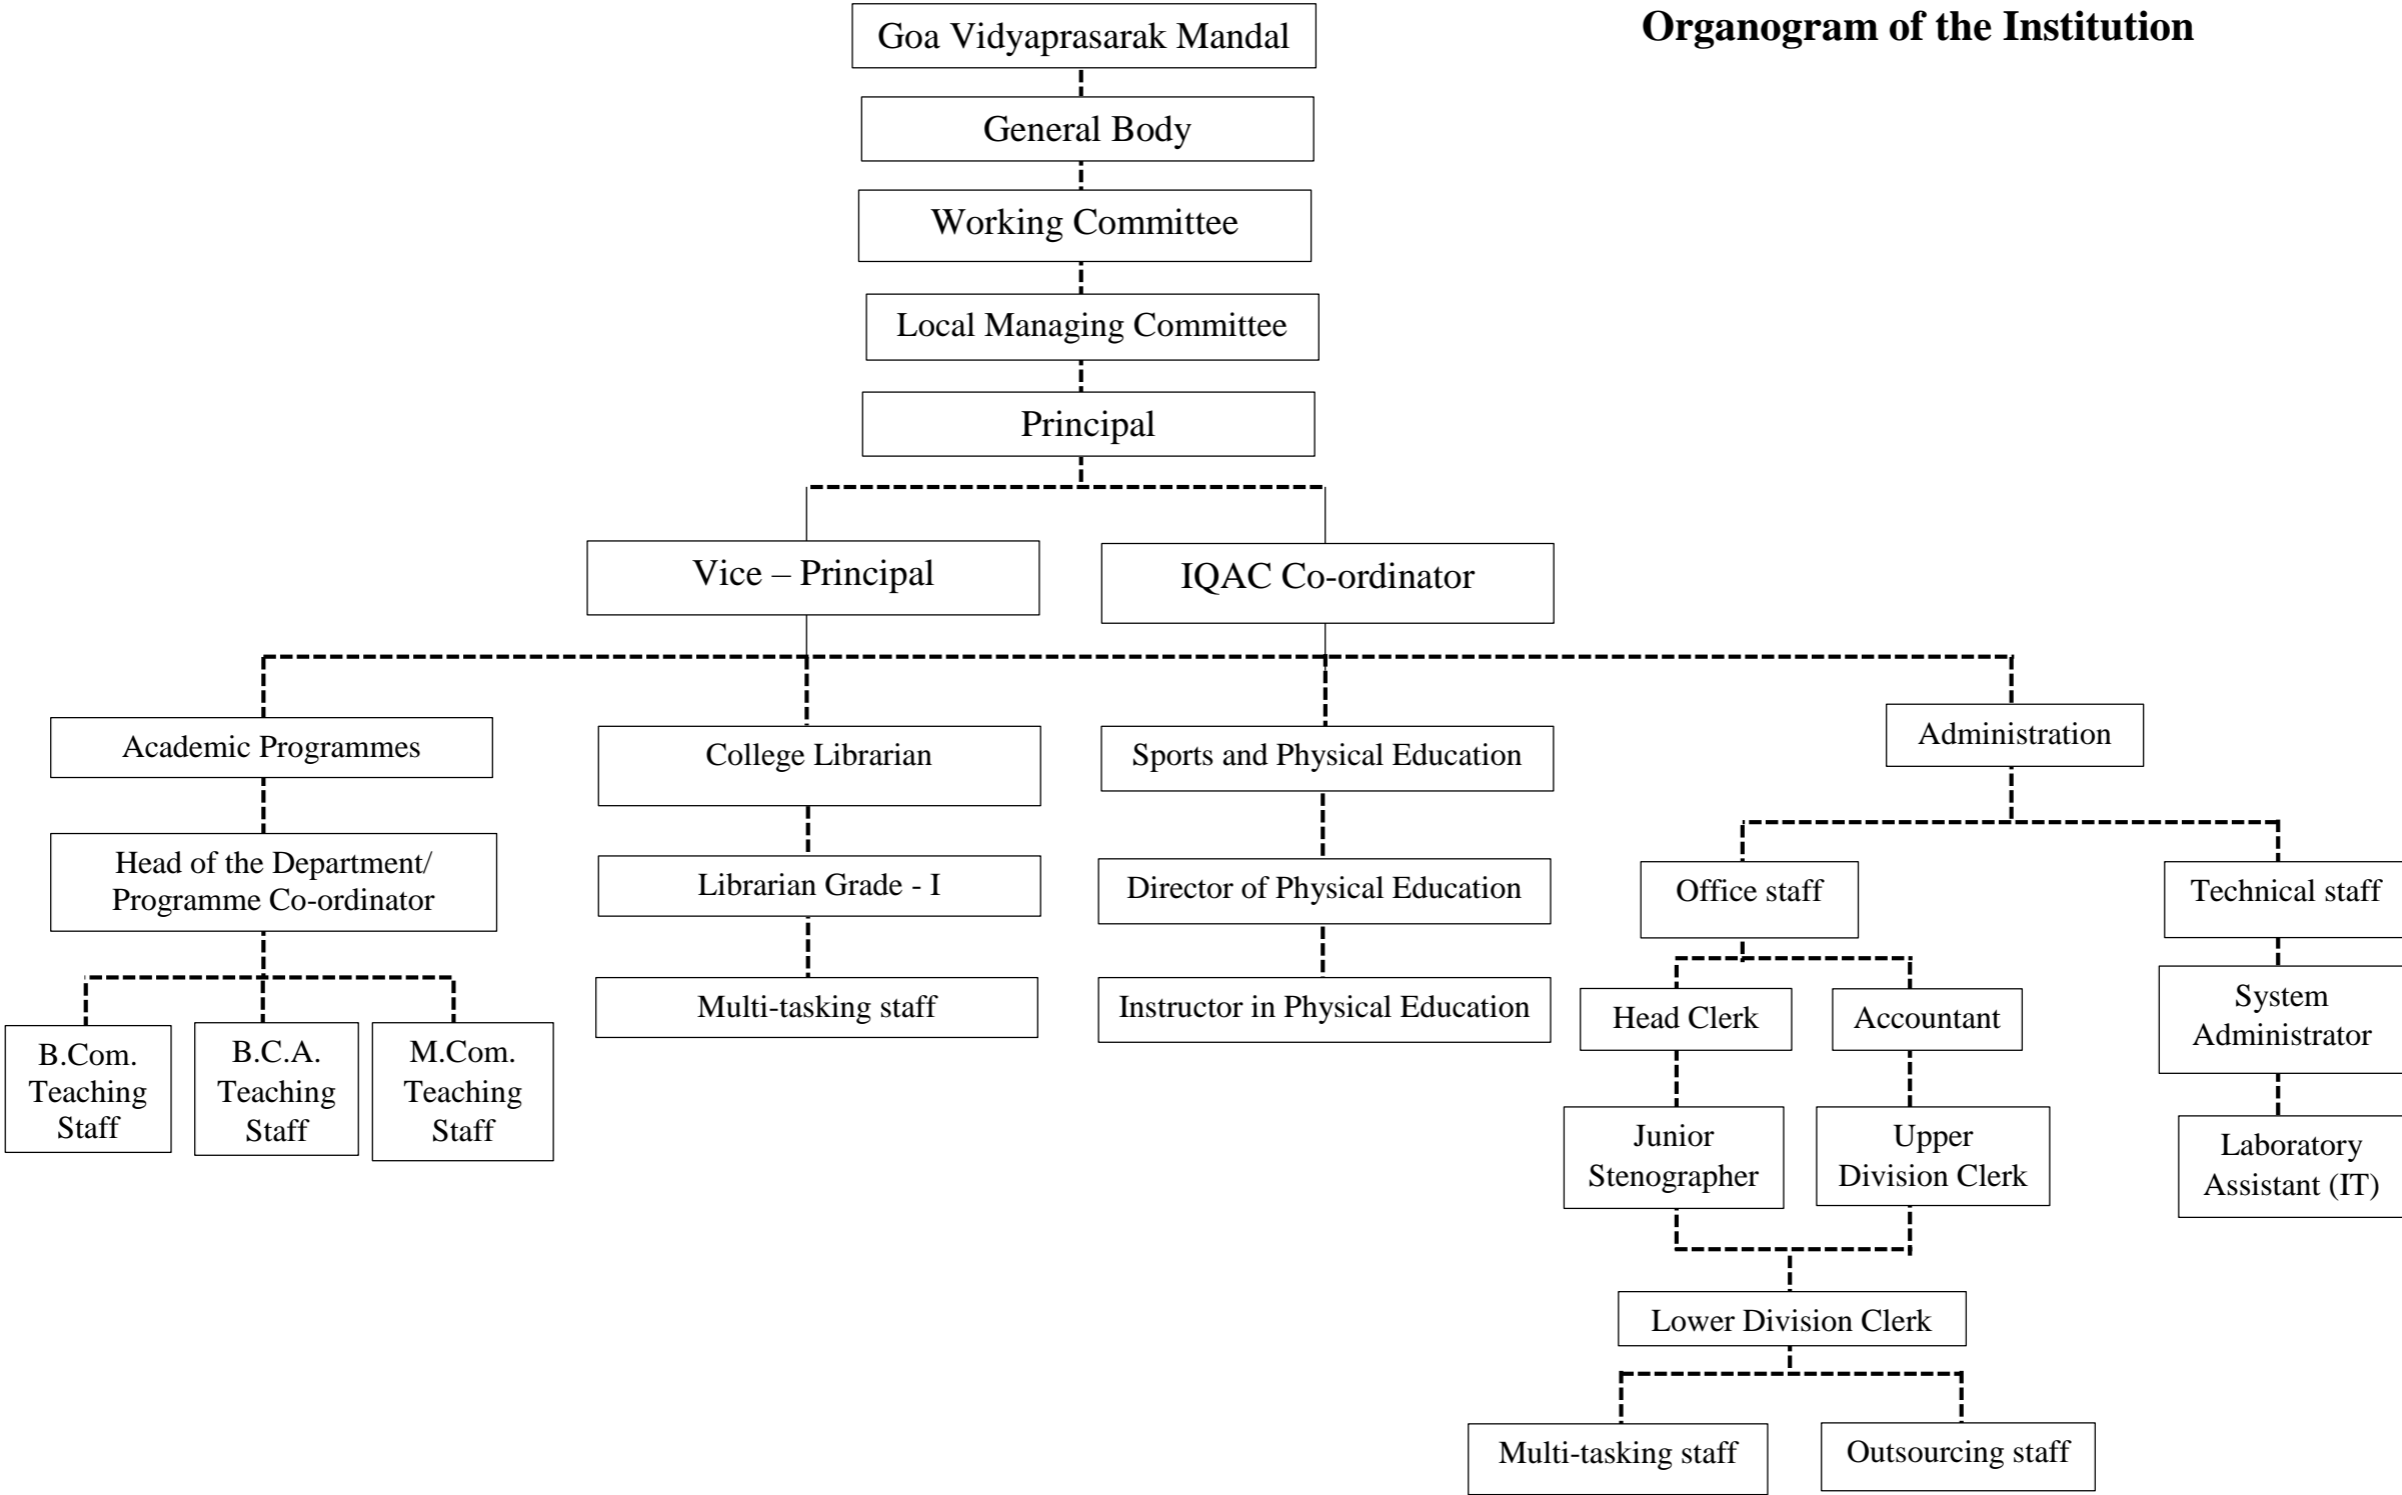 Organogram of the Institution
Goa Vidyaprasarak Mandal
General Body
Working Committee
Local Managing Committee
Principal
Vice – Principal
IQAC Co-ordinator
Academic Programmes
College Librarian
Sports and Physical Education
Administration
Head of the Department/
Programme Co-ordinator
Librarian Grade - I
Director of Physical Education
Office staff
Technical staff
B.Com.
Teaching
Staff
B.C.A.
Teaching
Staff
M.Com.
Teaching
Staff
Multi-tasking staff
Instructor in Physical Education
Head Clerk
Accountant
System
Administrator
Junior
Stenographer
Upper
Division Clerk
Laboratory
Assistant (IT)
Lower Division Clerk
Multi-tasking staff
Outsourcing staff